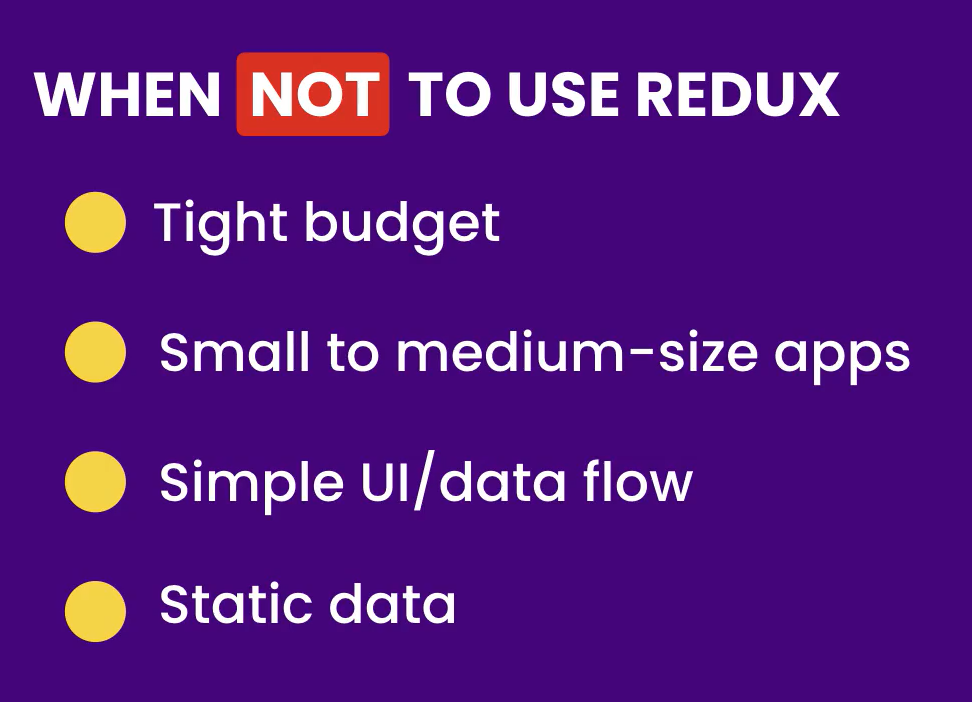 WHEN NOT TO USE REDUX
Tight budget
Small to medium-size apps
Simple UI/data flow
Static data